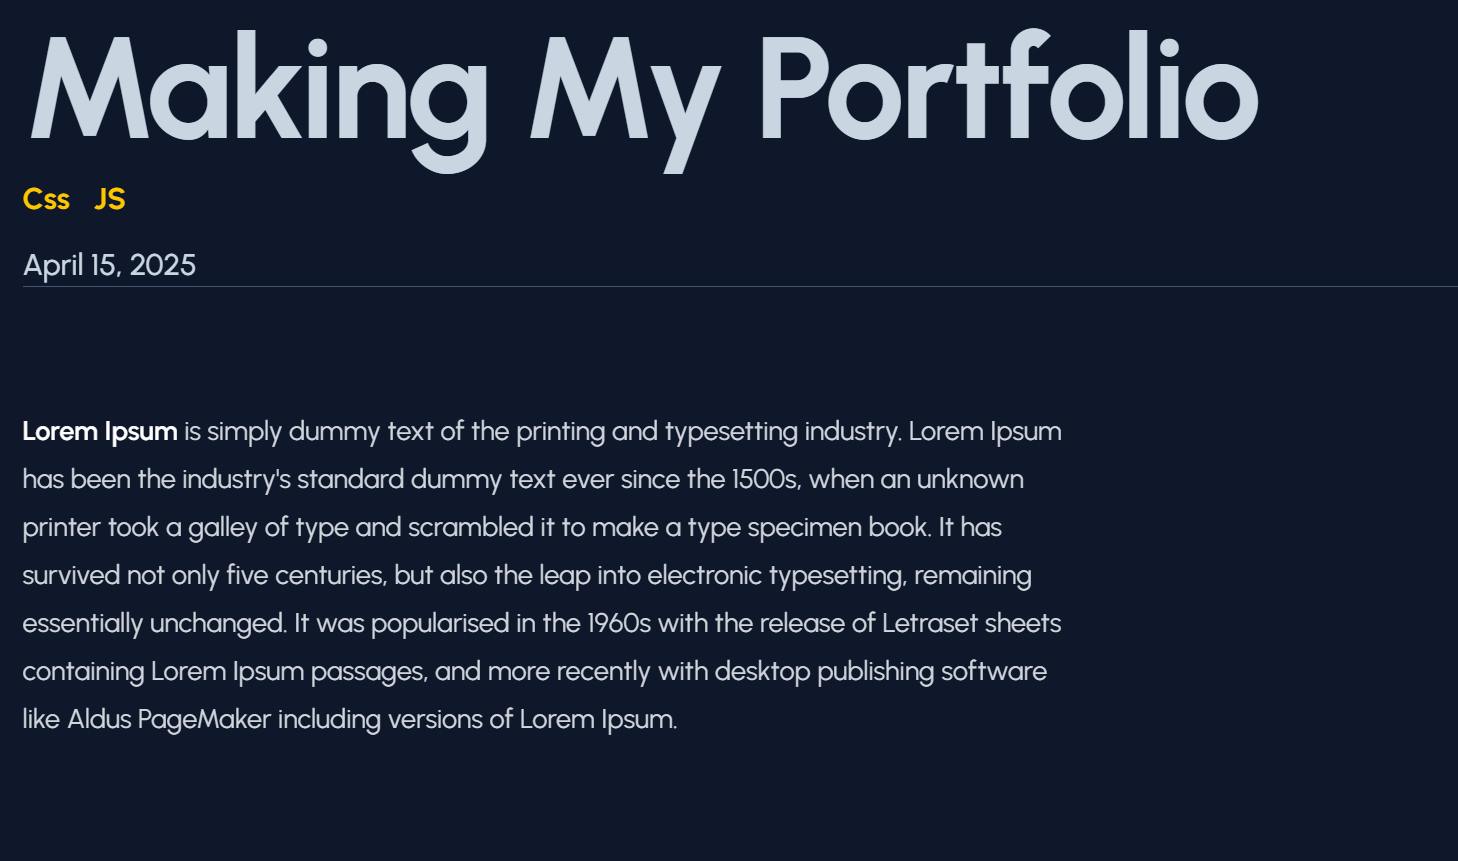 Making My Portfolio
Css JS
April 15, 2025
Lorem Ipsum is simply dummy text of the printing and typesetting industry. Lorem Ipsum
has been the industry's standard dummy text ever since the 1500s, when an unknown
printer took a galley of type and scrambled it to make a type specimen book. It has
survived not only five centuries, but also the leap into electronic typesetting, remaining
essentially unchanged. It was popularised in the 1960s with the release of Letraset sheets
containing Lorem Ipsum passages, and more recently with desktop publishing software
like Aldus PageMaker including versions of Lorem Ipsum.